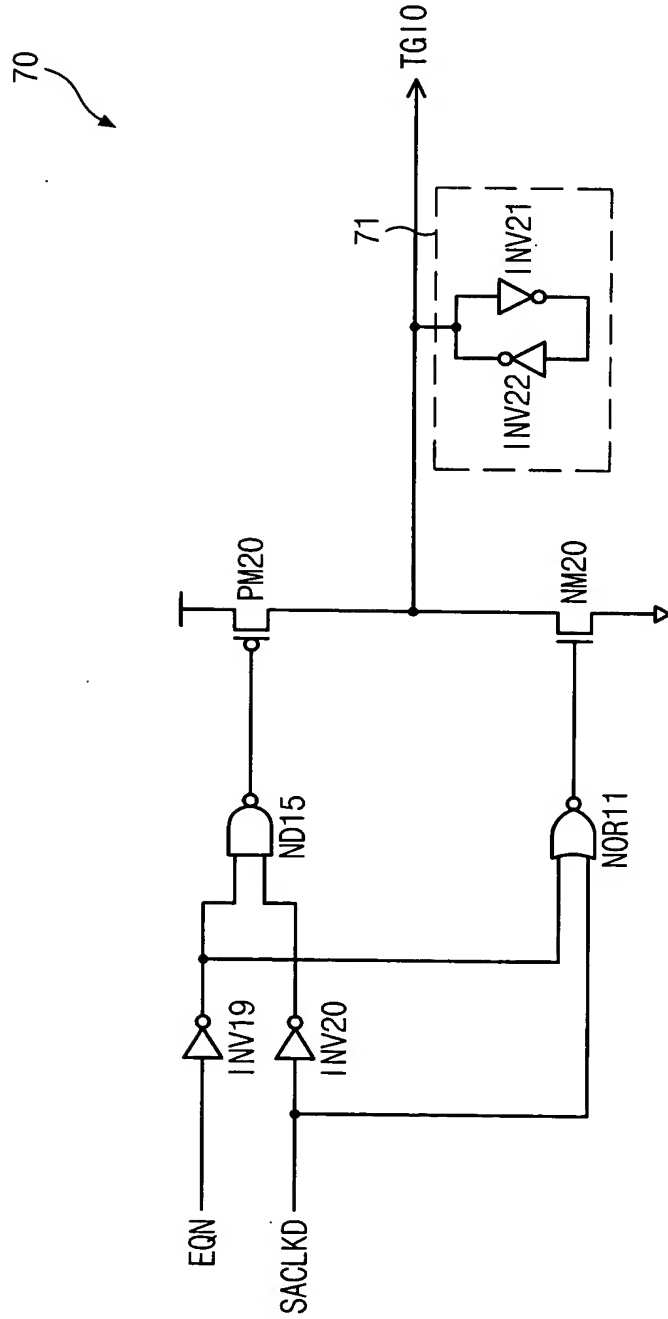 70
EQN
SACLKD
INV19
INV20
ND15
NOR11
PM20
NM20
71
INV22
INV21
TGIO